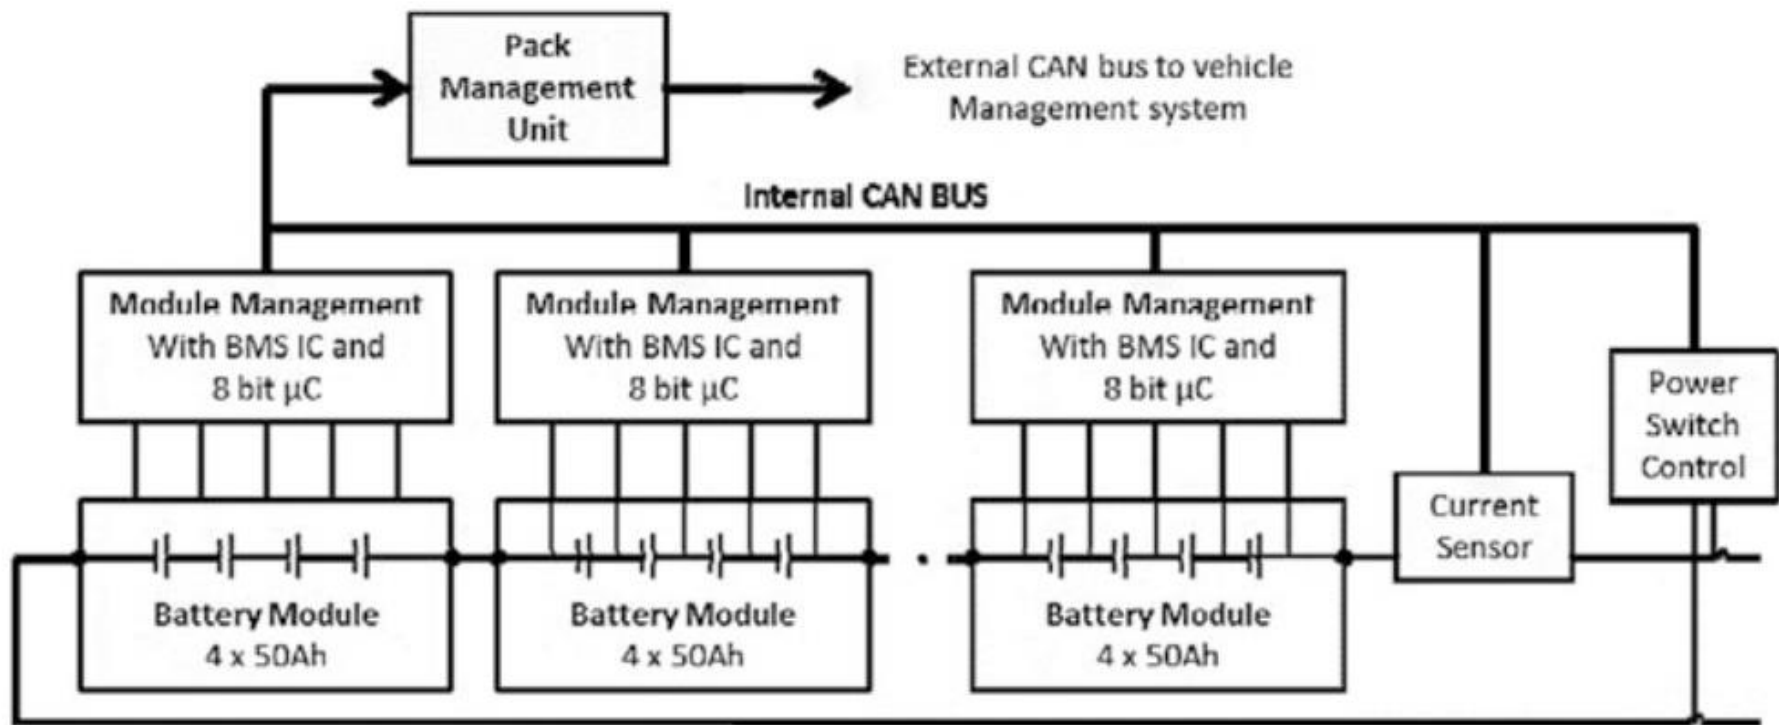 Pack
Management
Unit
External CAN bus to vehicle
Management system
Internal CAN BUS
Module Management
With BMS IC and
8 bit µC
Module Management
With BMS IC and
8 bit µC
Module Management
With BMS IC and
8 bit µC
Power
Switch
Control
Current
Sensor
Battery Module
4 x 50Ah
Battery Module
4 x 50Ah
Battery Module
4 x 50Ah